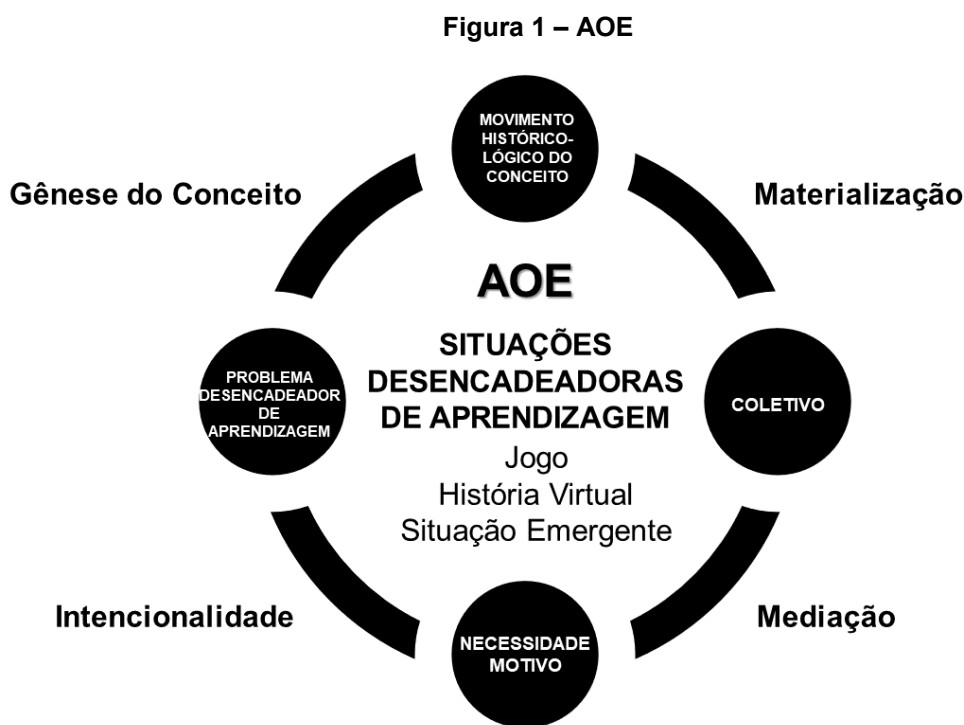 Figura 1 – AOE
MOVIMENTO
HISTÓRICO-
LÓGICO DO
CONCEITO
Gênese do Conceito
Materialização
AOE
SITUAÇÕES
DESENCADEADORAS
DE APRENDIZAGEM
Jogo
História Virtual
Situação Emergente
PROBLEMA
DESENCADEADOR
DE
APRENDIZAGEM
COLETIVO
Intencionalidade
Mediação
NECESSIDADE
MOTIVO